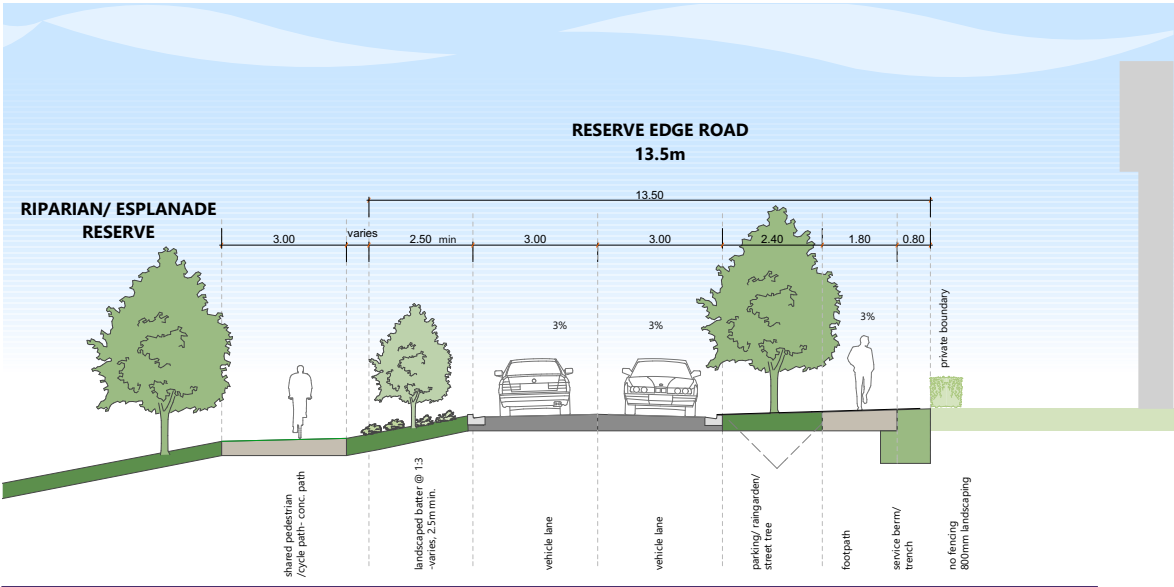 RESERVE EDGE ROAD
13.5m
13.50
RIPARIAN/ ESPLANADE
RESERVE
3.00
varies
2.50 min
3.00
3.00
2.40
1.80
0.80
3%
3%
3%
private boundary
shared pedestrian
/cycle path- conc. path
landscaped batter @ 1:3
-varies, 2.5m min.
vehicle lane
vehicle lane
parking/ raingarden/
street tree
footpath
service berm/
trench
no fencing
800mm landscaping